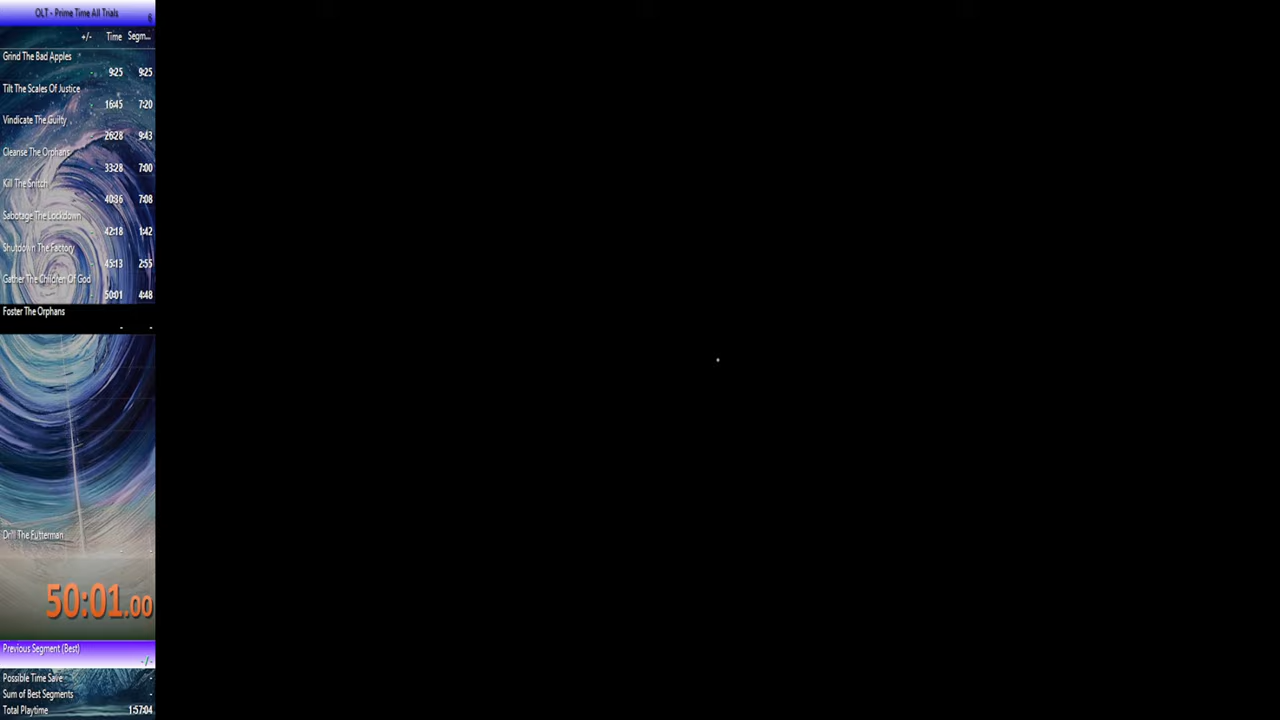 OLT - Prime Time All Trials
6
+/- Time Segm...
Grind The Bad Apples
- 9:25 9:25
Tilt The Scales Of Justice
- 16:45 7:20
Vindicate The Guilty
- 26:28 9:43
Cleanse The Orphans
- 33:28 7:00
Kill The Snitch
- 40:36 7:08
Sabotage The Lockdown
- 42:18 1:42
Shutdown The Factory
- 45:13 2:55
Gather The Children Of God
- 50:01 4:48
Foster The Orphans
- -
Drill The Futterman
- -
50:01.00
Previous Segment (Best)
- / -
Possible Time Save -
Sum of Best Segments -
Total Playtime 1:57:04